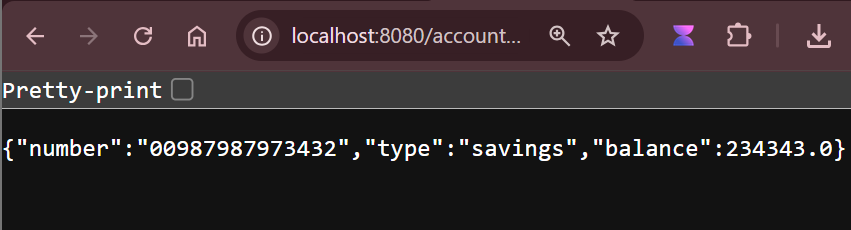 localhost:8080/account...
Pretty-print
{"number":"00987987973432","type":"savings","balance":234343.0}